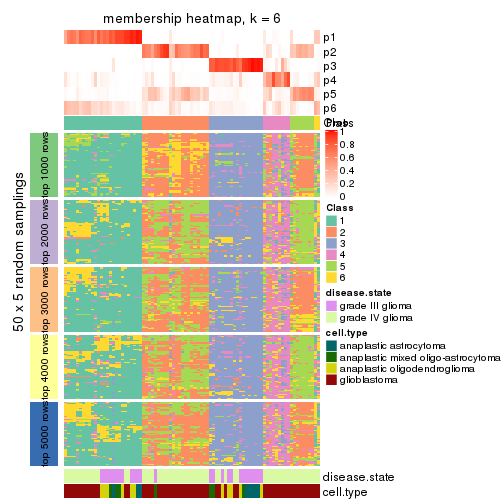 membership heatmap, k = 6
p1
p2
p3
p4
p5
p6
Class
Prob
1
0.8
0.6
0.4
0.2
0
Class
1
2
3
4
5
6
disease.state
grade III glioma
grade IV glioma
cell.type
anaplastic astrocytoma
anaplastic mixed oligo-astrocytoma
anaplastic oligodendroglioma
glioblastoma
50 x 5 random samplings
top 1000 rows
top 2000 rows
top 3000 rows
top 4000 rows
top 5000 rows
disease.state
cell.type